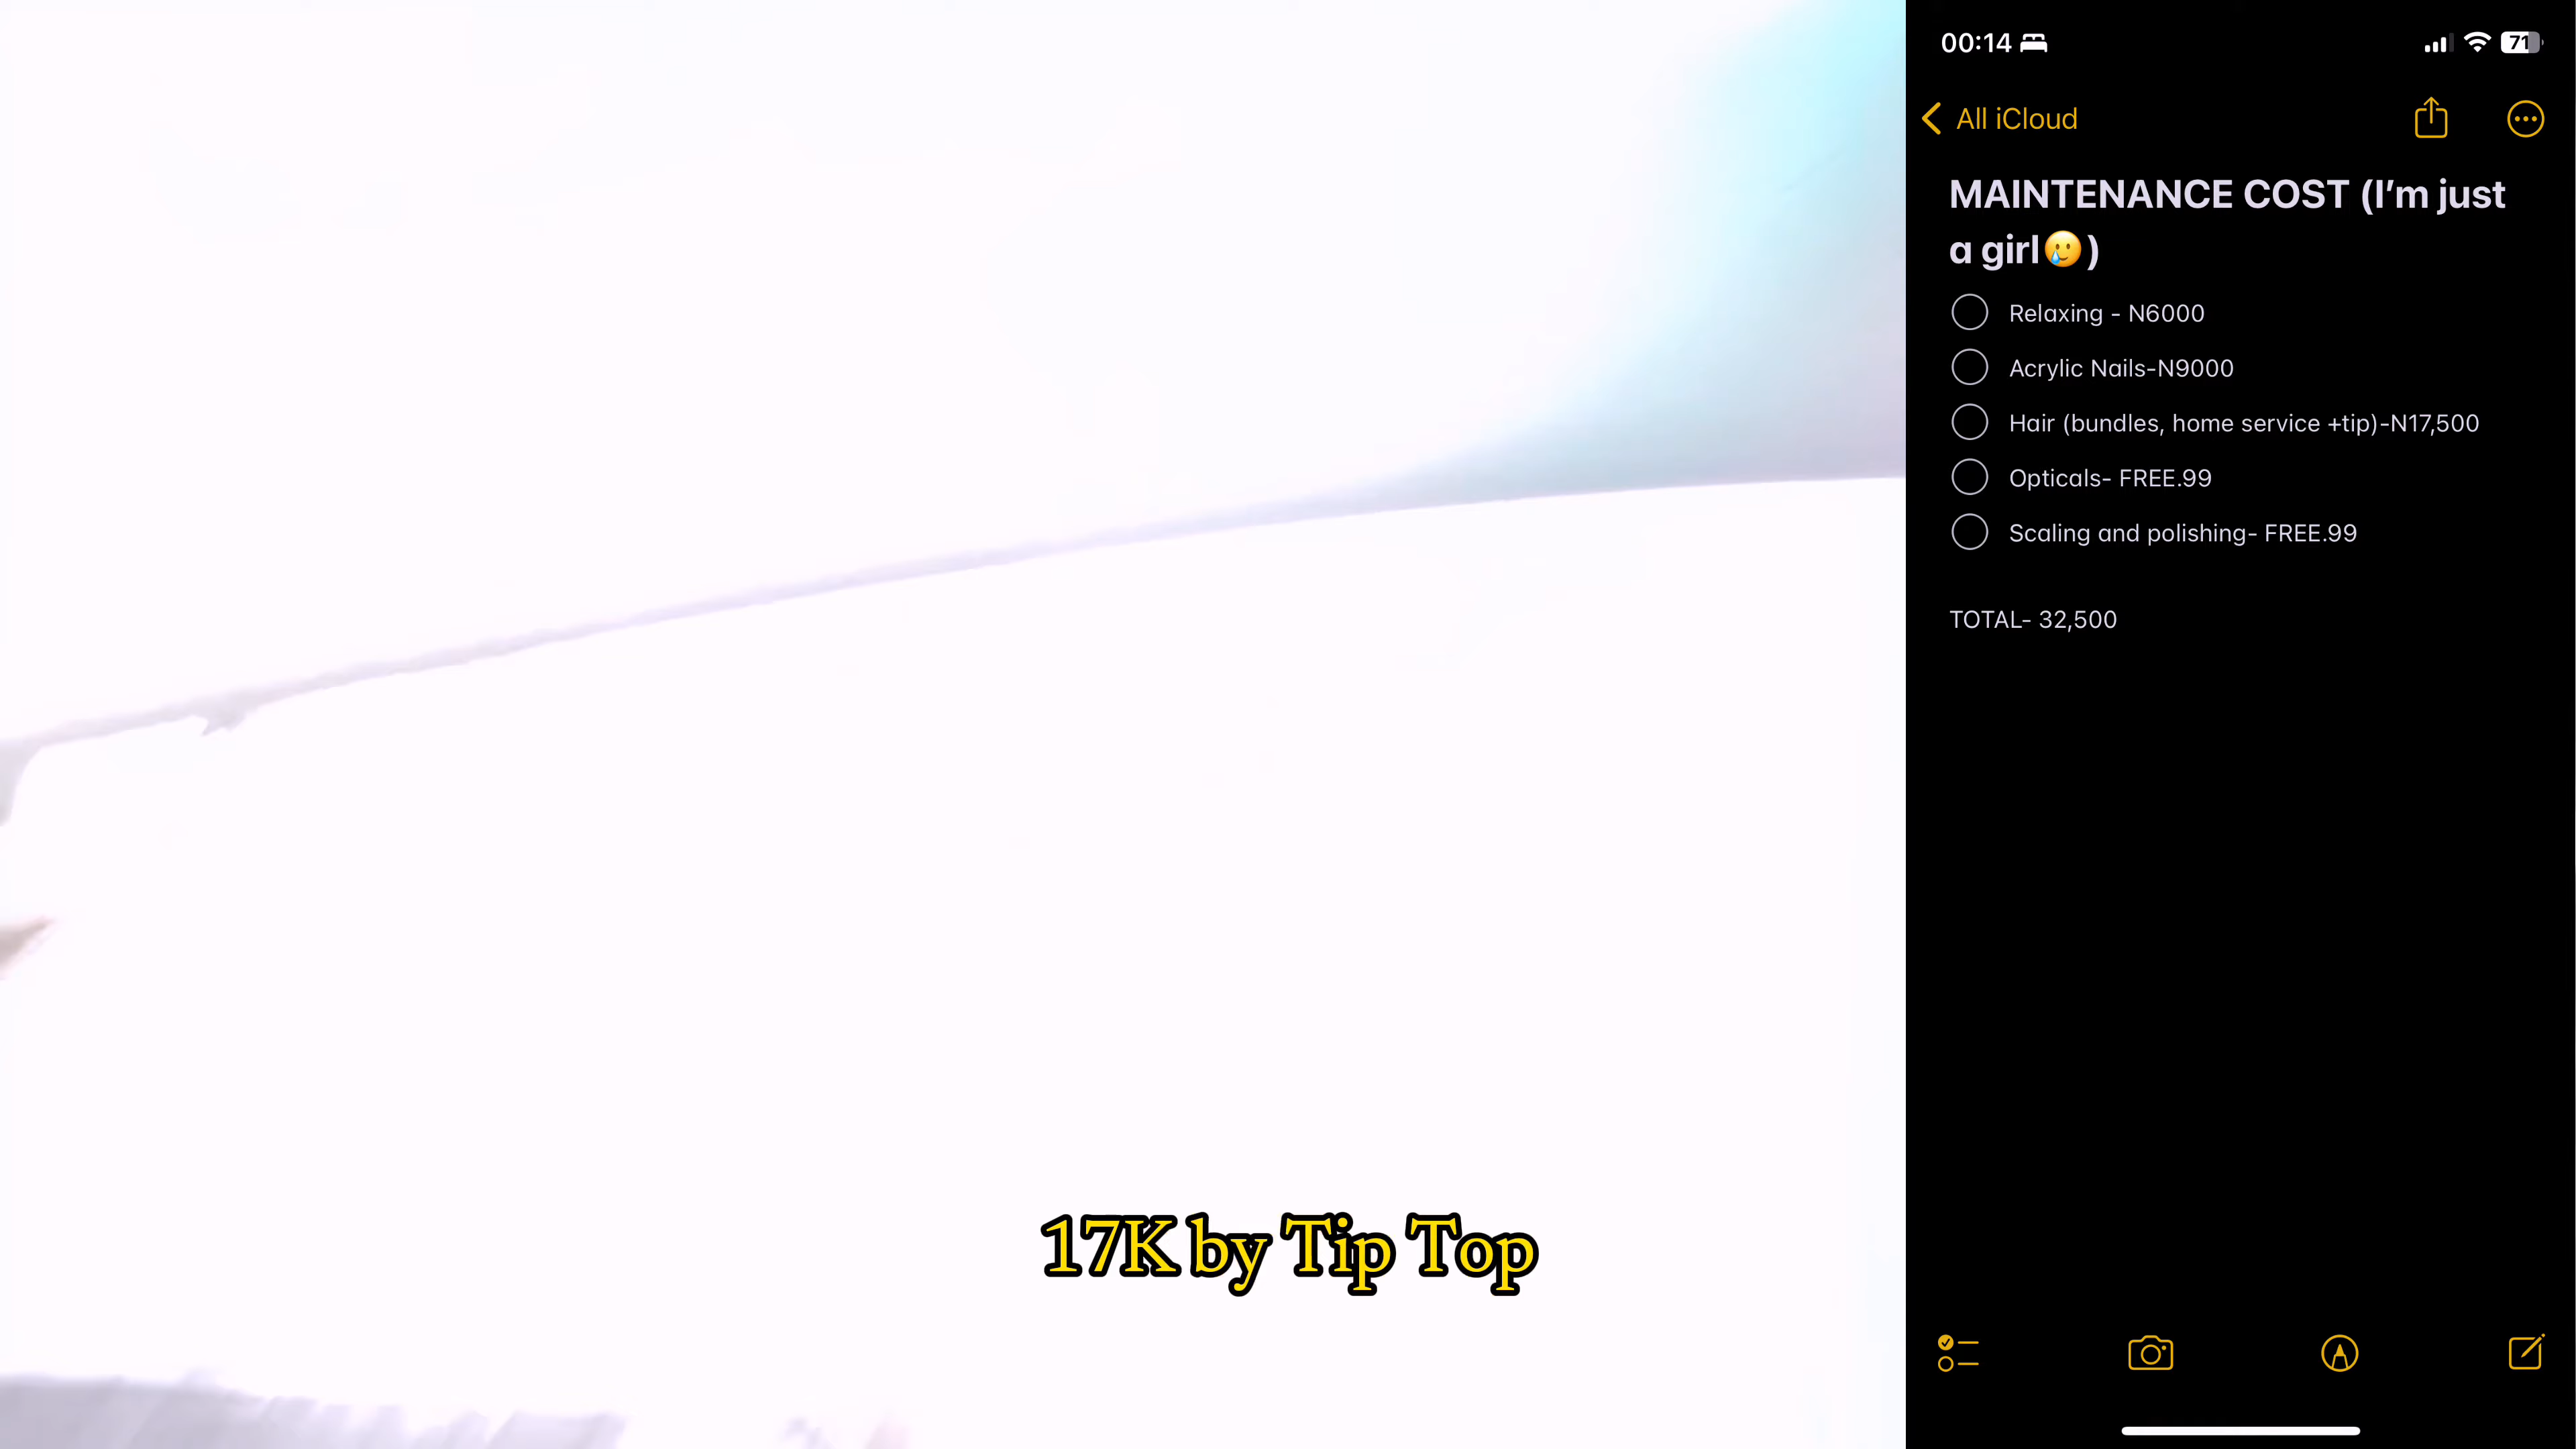 00:14
71
All iCloud
MAINTENANCE COST (I'm just
a girl🥲)
Relaxing - N6000
Acrylic Nails-N9000
Hair (bundles, home service +tip)-N17,500
Opticals- FREE.99
Scaling and polishing- FREE.99
TOTAL- 32,500
17K by Tip Top